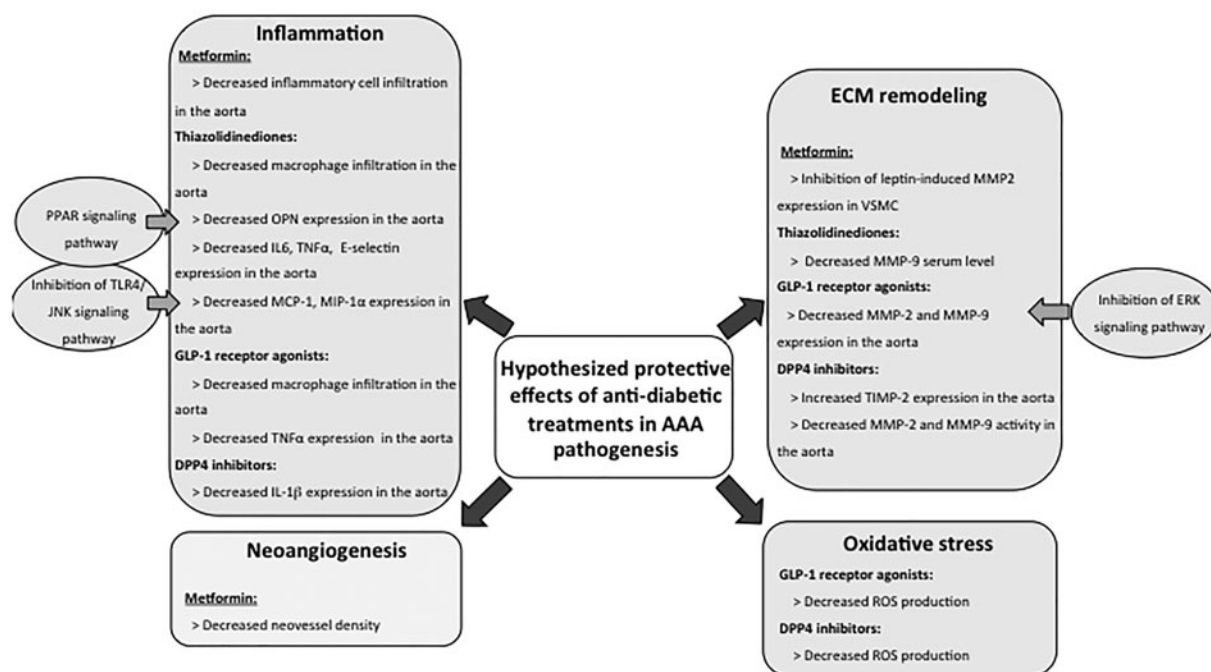 Inflammation
Metformin:
> Decreased inflammatory cell infiltration
in the aorta
Thiazolidinediones:
> Decreased macrophage infiltration in the
aorta
> Decreased OPN expression in the aorta
> Decreased IL6, TNFα, E-selectin
expression in the aorta
> Decreased MCP-1, MIP-1α expression in
the aorta
GLP-1 receptor agonists:
> Decreased macrophage infiltration in the
aorta
> Decreased TNFα expression in the aorta
DPP4 inhibitors:
> Decreased IL-1β expression in the aorta
PPAR signaling
pathway
Inhibition of TLR4/
JNK signaling
pathway
Hypothesized protective
effects of anti-diabetic
treatments in AAA
pathogenesis
ECM remodeling
Metformin:
> Inhibition of leptin-induced MMP2
expression in VSMC
Thiazolidinediones:
> Decreased MMP-9 serum level
GLP-1 receptor agonists:
> Decreased MMP-2 and MMP-9
expression in the aorta
DPP4 inhibitors:
> Increased TIMP-2 expression in the aorta
> Decreased MMP-2 and MMP-9 activity in
the aorta
Inhibition of ERK
signaling pathway
Neoangiogenesis
Metformin:
> Decreased neovessel density
Oxidative stress
GLP-1 receptor agonists:
> Decreased ROS production
DPP4 inhibitors:
> Decreased ROS production